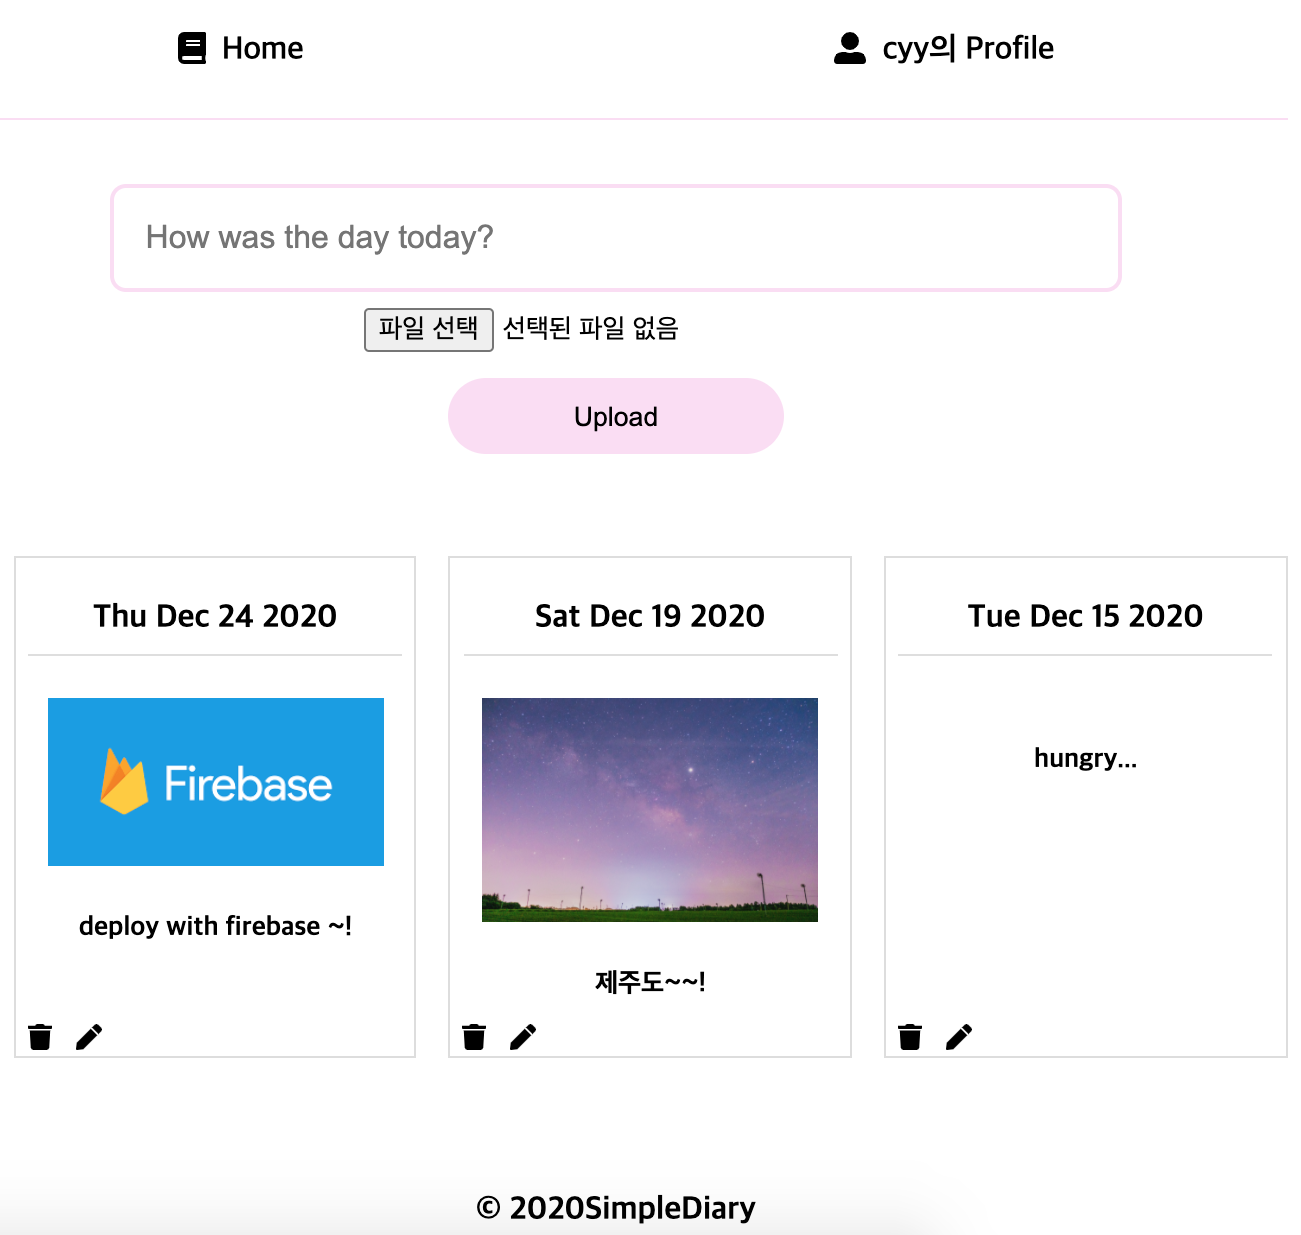 Home
cyy의 Profile
How was the day today?
파일 선택 선택된 파일 없음
Upload
Thu Dec 24 2020
Firebase
deploy with firebase ~!
Sat Dec 19 2020
제주도~~!
Tue Dec 15 2020
hungry...
© 2020SimpleDiary